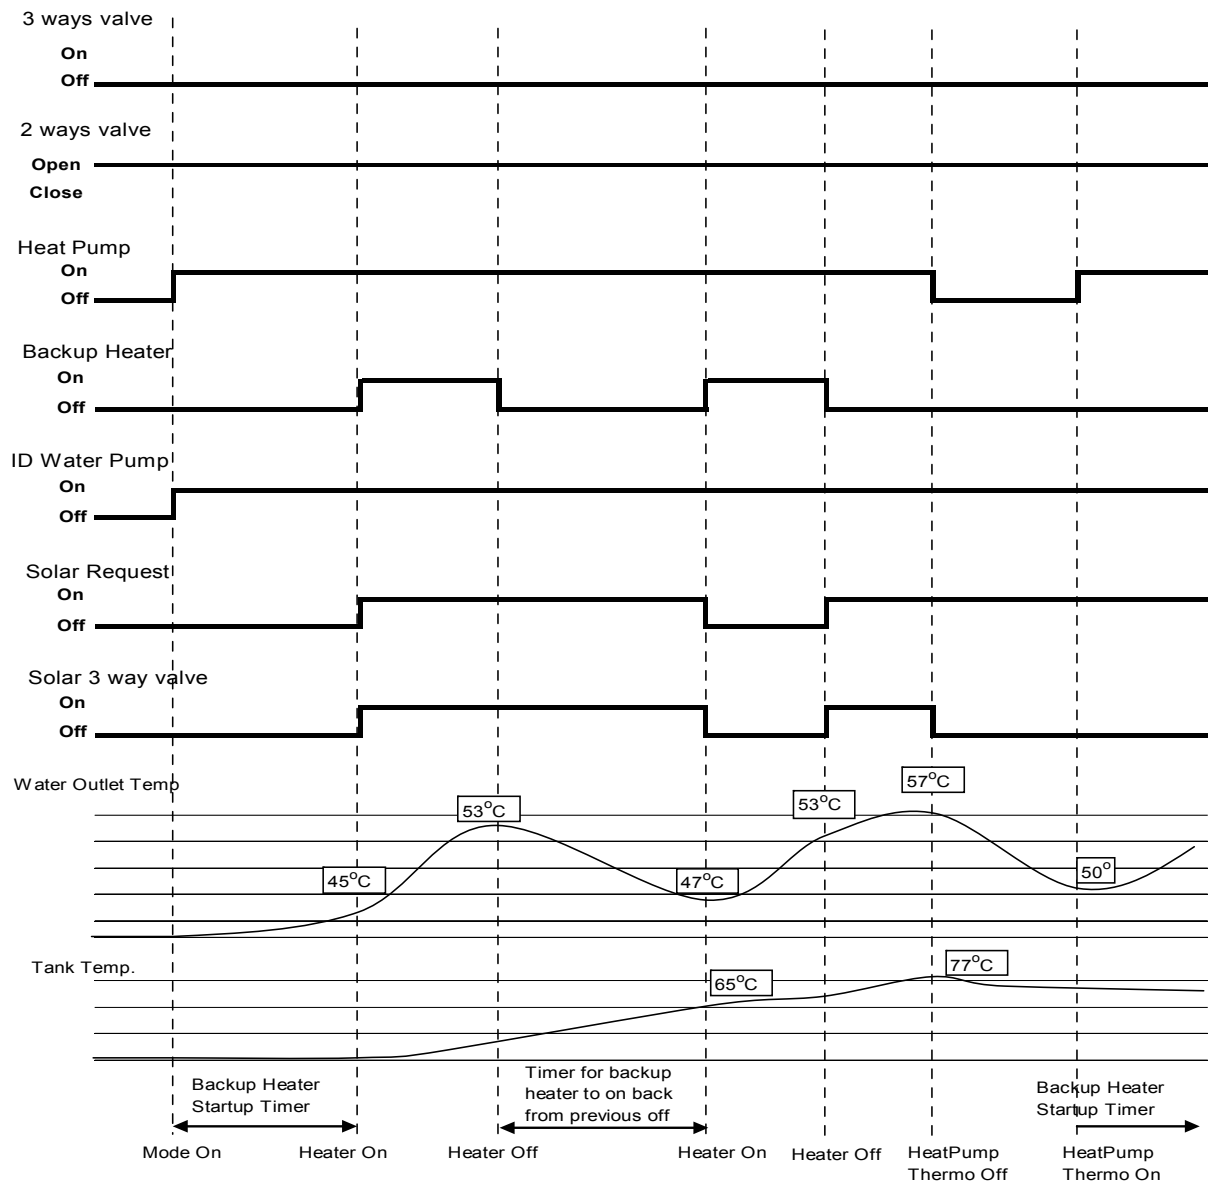 3 ways valve
On
Off
2 ways valve
Open
Close
Heat Pump
On
Off
Backup Heater
On
Off
ID Water Pump
On
Off
Solar Request
On
Off
Solar 3 way valve
On
Off
Water Outlet Temp
45°C
53°C
47°C
53°C
57°C
50°
Tank Temp.
65°C
77°C
Backup Heater
Startup Timer
Timer for backup
heater to on back
from previous off
Backup Heater
Startup Timer
Mode On
Heater On
Heater Off
Heater On
Heater Off
HeatPump
Thermo Off
HeatPump
Thermo On